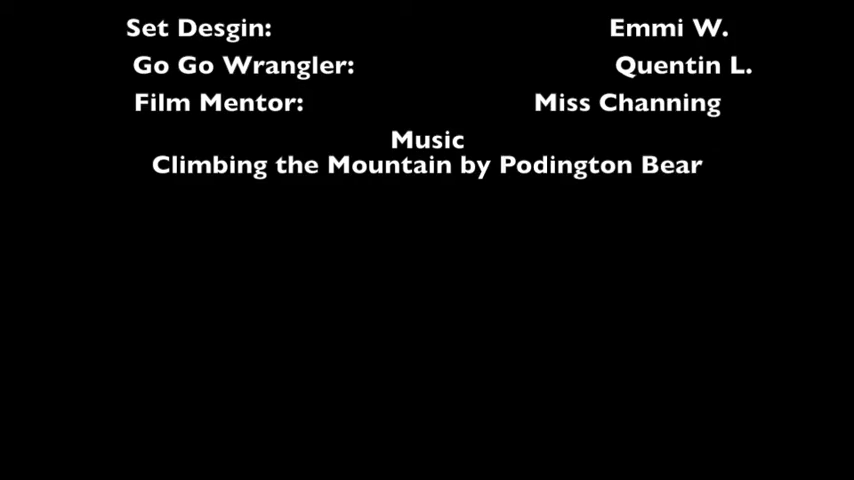 Set Desgin: Emmi W.
Go Go Wrangler: Quentin L.
Film Mentor: Miss Channing
Music
Climbing the Mountain by Podington Bear